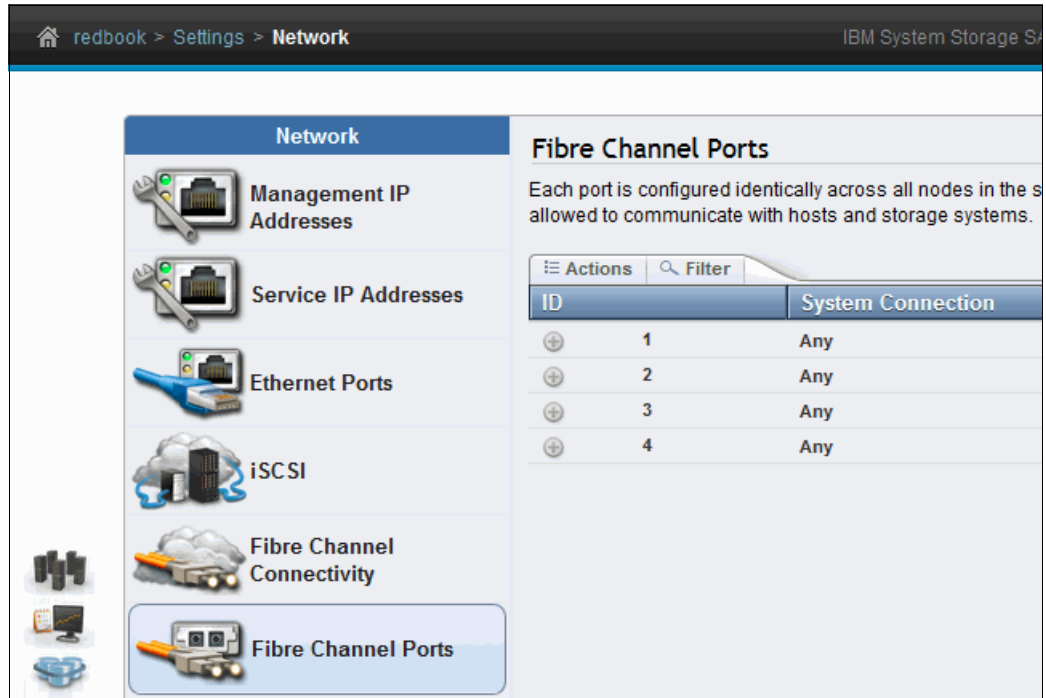 redbook > Settings > Network
IBM System Storage SA
Network
Management IP
Addresses
Service IP Addresses
Ethernet Ports
iSCSI
Fibre Channel
Connectivity
Fibre Channel Ports
Fibre Channel Ports
Each port is configured identically across all nodes in the s
allowed to communicate with hosts and storage systems.
Actions Filter
ID System Connection
1 Any
2 Any
3 Any
4 Any